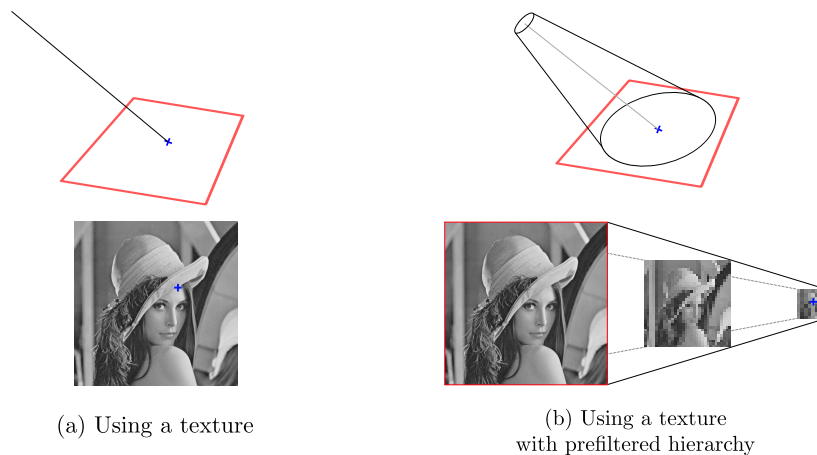 (a) Using a texture
(b) Using a texture
with prefiltered hierarchy